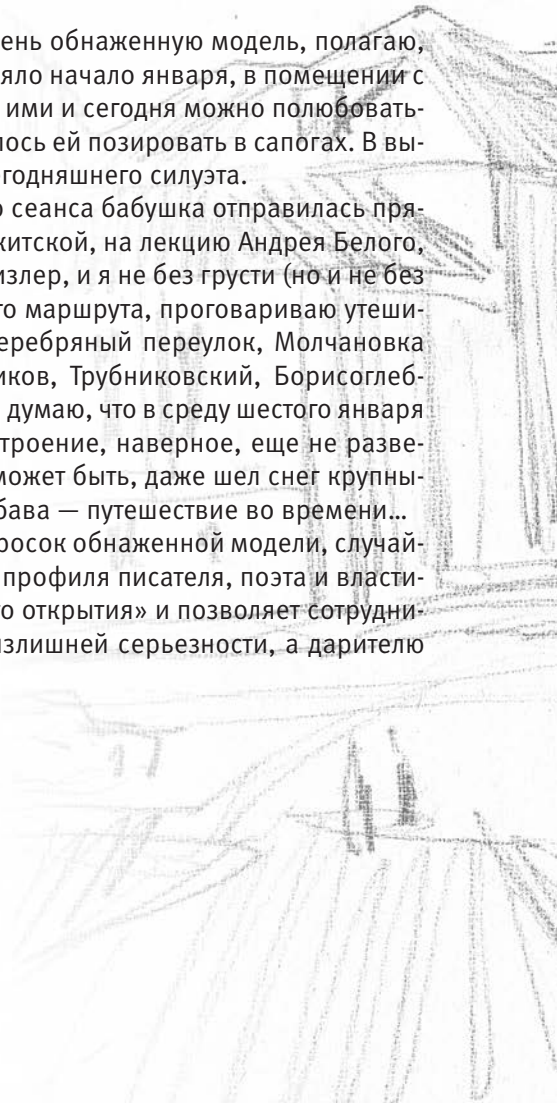 ень обнаженную модель, полагаю,
яло начало января, в помещении с
ими и сегодня можно полюбовать-
лось ей позировать в сапогах. В вы-
егодняшнего силуэта.
о сеанса бабушка отправилась пря-
китской, на лекцию Андрея Белого,
излер, и я не без грусти (но и не без
го маршрута, проговариваю утеши-
еребряный переулок, Молчановка
иков, Трубниковский, Борисоглеб-
думаю, что в среду шестого января
троение, наверное, еще не разве-
может быть, даже шел снег крупны-
бава — путешествие во времени...
росок обнаженной модели, случай-
профиля писателя, поэта и власти-
го открытия» и позволяет сотрудни-
излишней серьезности, а дарителю